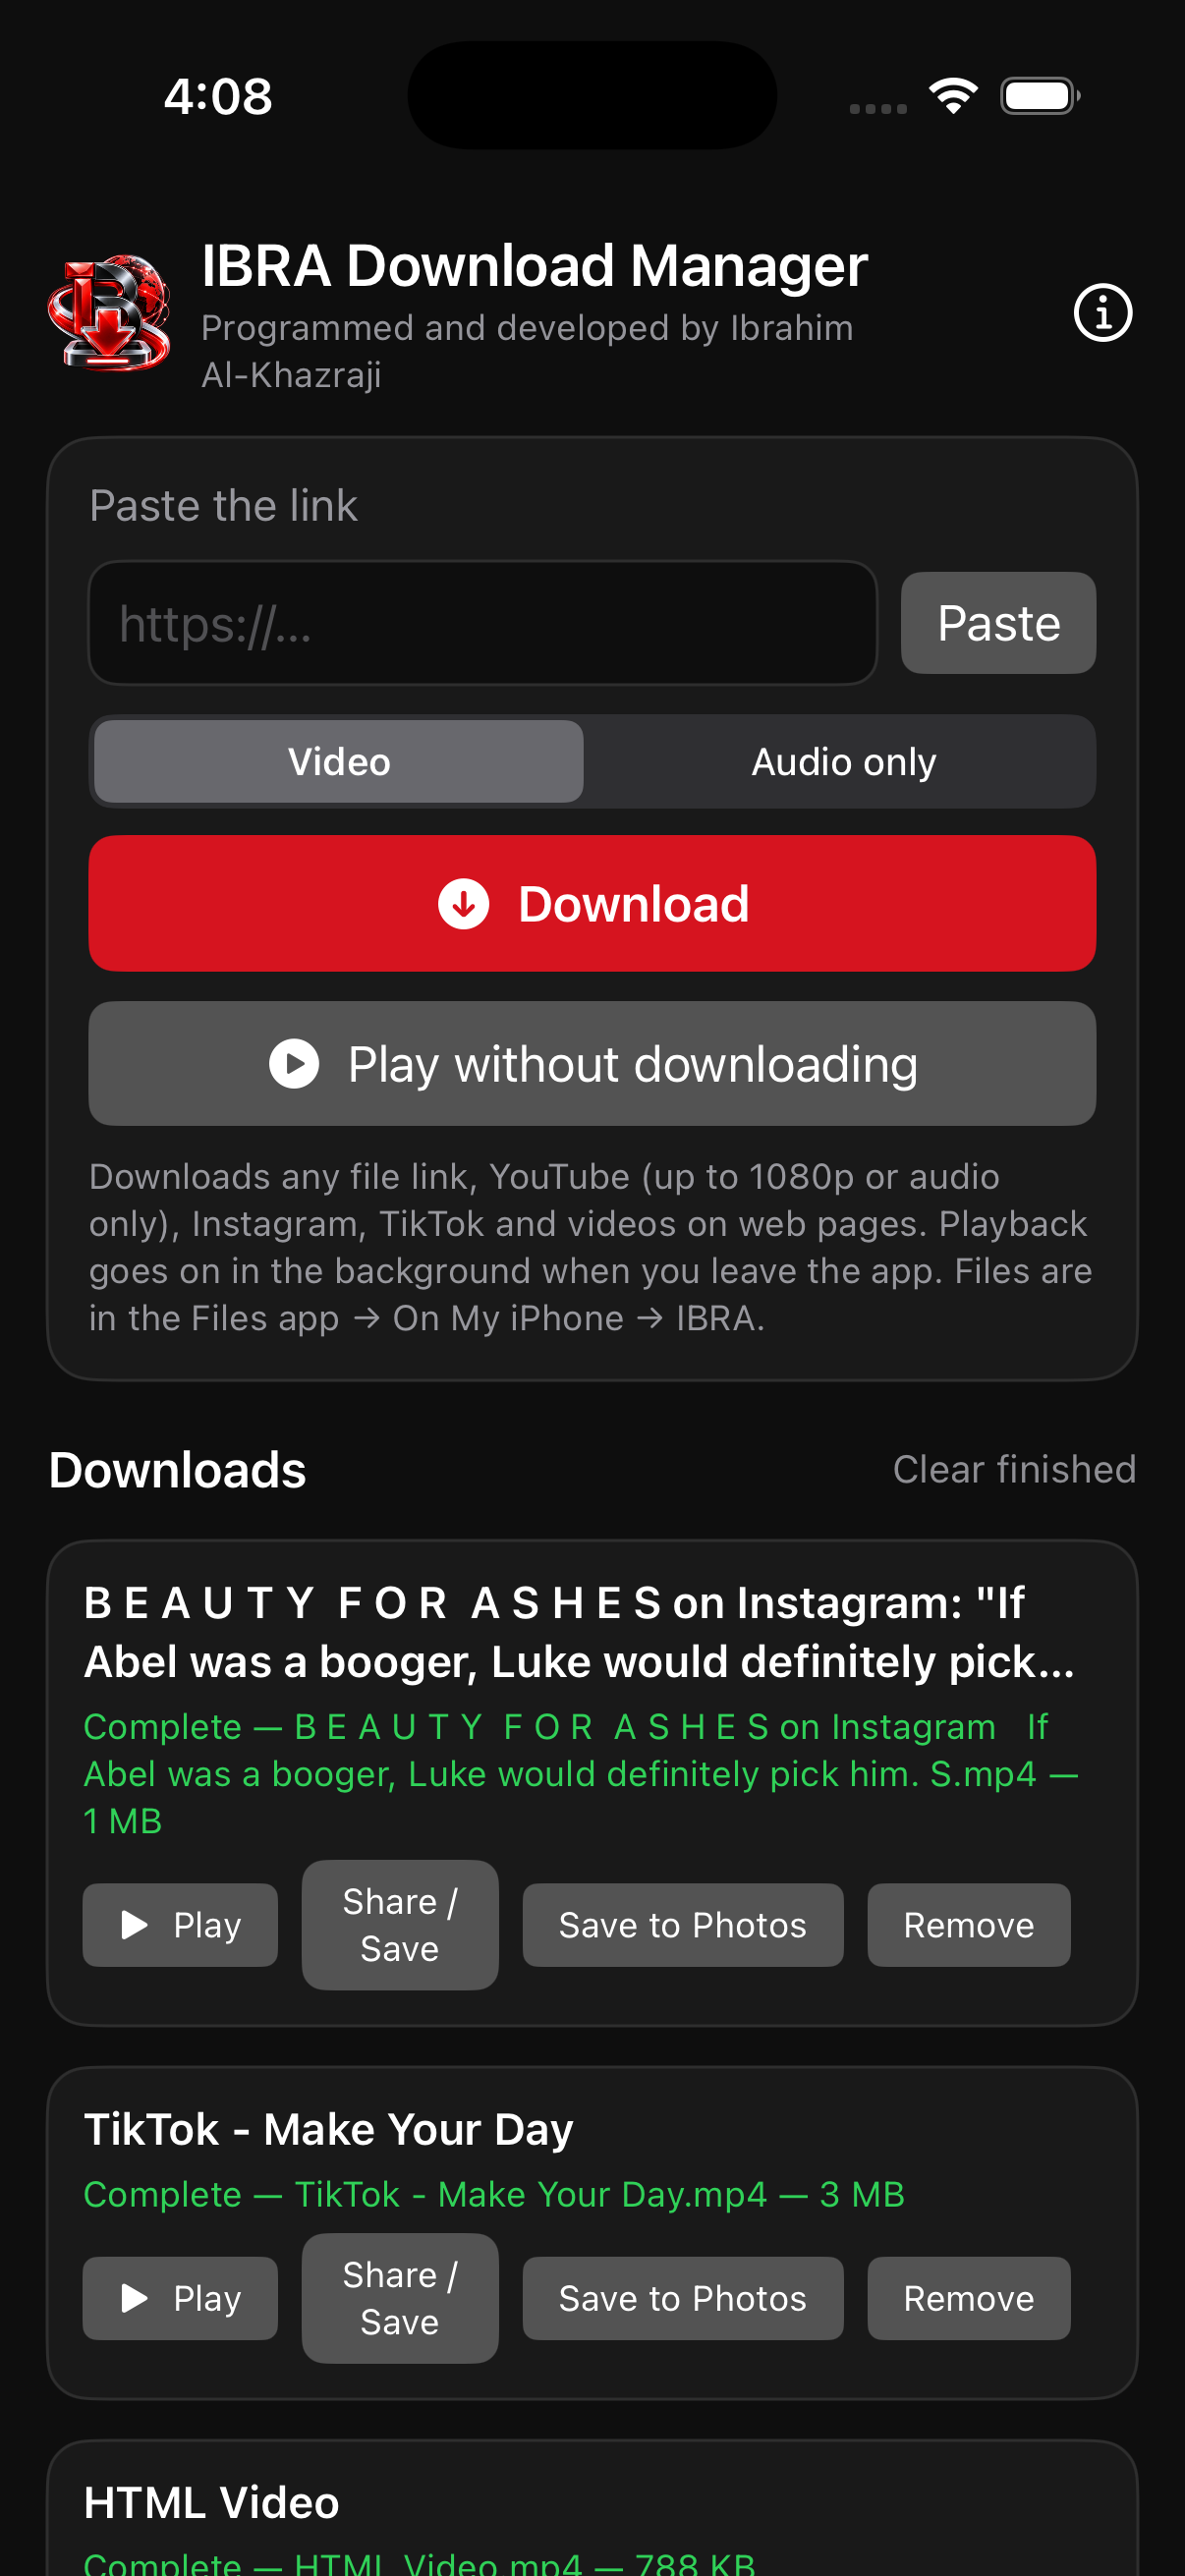 4:08
IBRA Download Manager
Programmed and developed by Ibrahim
Al-Khazraji
Paste the link
https://...
Paste
Video
Audio only
Download
Play without downloading
Downloads any file link, YouTube (up to 1080p or audio
only), Instagram, TikTok and videos on web pages. Playback
goes on in the background when you leave the app. Files are
in the Files app → On My iPhone → IBRA.
Downloads
Clear finished
B E A U T Y  F O R  A S H E S on Instagram: "If
Abel was a booger, Luke would definitely pick...
Complete — B E A U T Y  F O R  A S H E S on Instagram   If
Abel was a booger, Luke would definitely pick him. S.mp4 —
1 MB
Play
Share /
Save
Save to Photos
Remove
TikTok - Make Your Day
Complete — TikTok - Make Your Day.mp4 — 3 MB
Play
Share /
Save
Save to Photos
Remove
HTML Video
Complete — HTML Video.mp4 — 788 KB